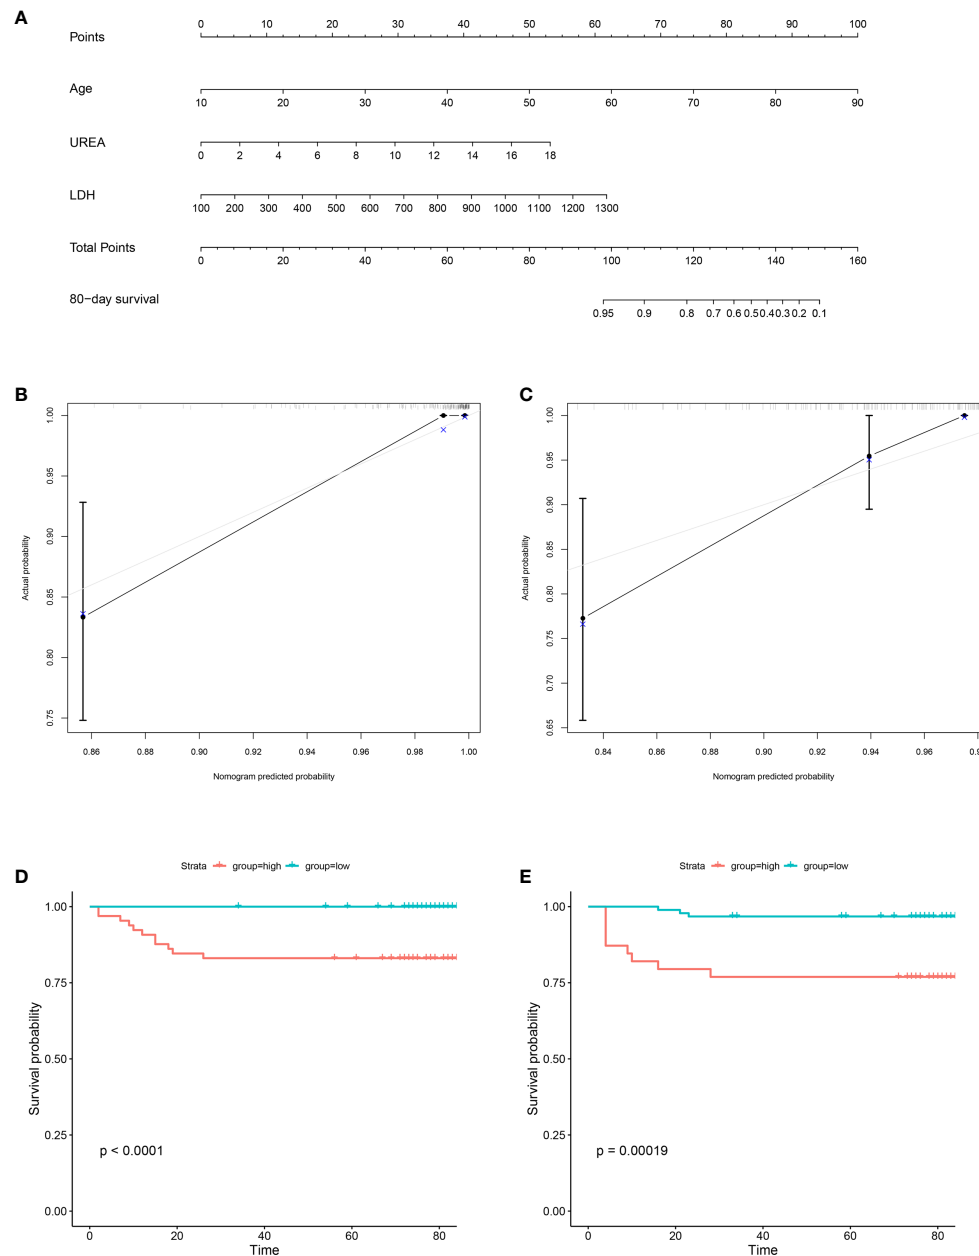 A
Points
0 10 20 30 40 50 60 70 80 90 100
Age
10 20 30 40 50 60 70 80 90
UREA
0 2 4 6 8 10 12 14 16 18
LDH
100 200 300 400 500 600 700 800 900 1000 1100 1200 1300
Total Points
0 20 40 60 80 100 120 140 160
80−day survival
0.95 0.9 0.8 0.7 0.6 0.5 0.4 0.3 0.2 0.1
B
1.00
0.95
0.90
0.85
0.80
0.75
Actual probability
0.86 0.88 0.90 0.92 0.94 0.96 0.98 1.00
Nomogram predicted probability
C
1.00
0.95
0.90
0.85
0.80
0.75
0.70
0.65
Actual probability
0.84 0.86 0.88 0.90 0.92 0.94 0.96
Nomogram predicted probability
D
Strata group=high group=low
1.00
0.75
0.50
0.25
0.00
Survival probability
p < 0.0001
0 20 40 60 80
Time
E
Strata group=high group=low
1.00
0.75
0.50
0.25
0.00
Survival probability
p = 0.00019
0 20 40 60 80
Time